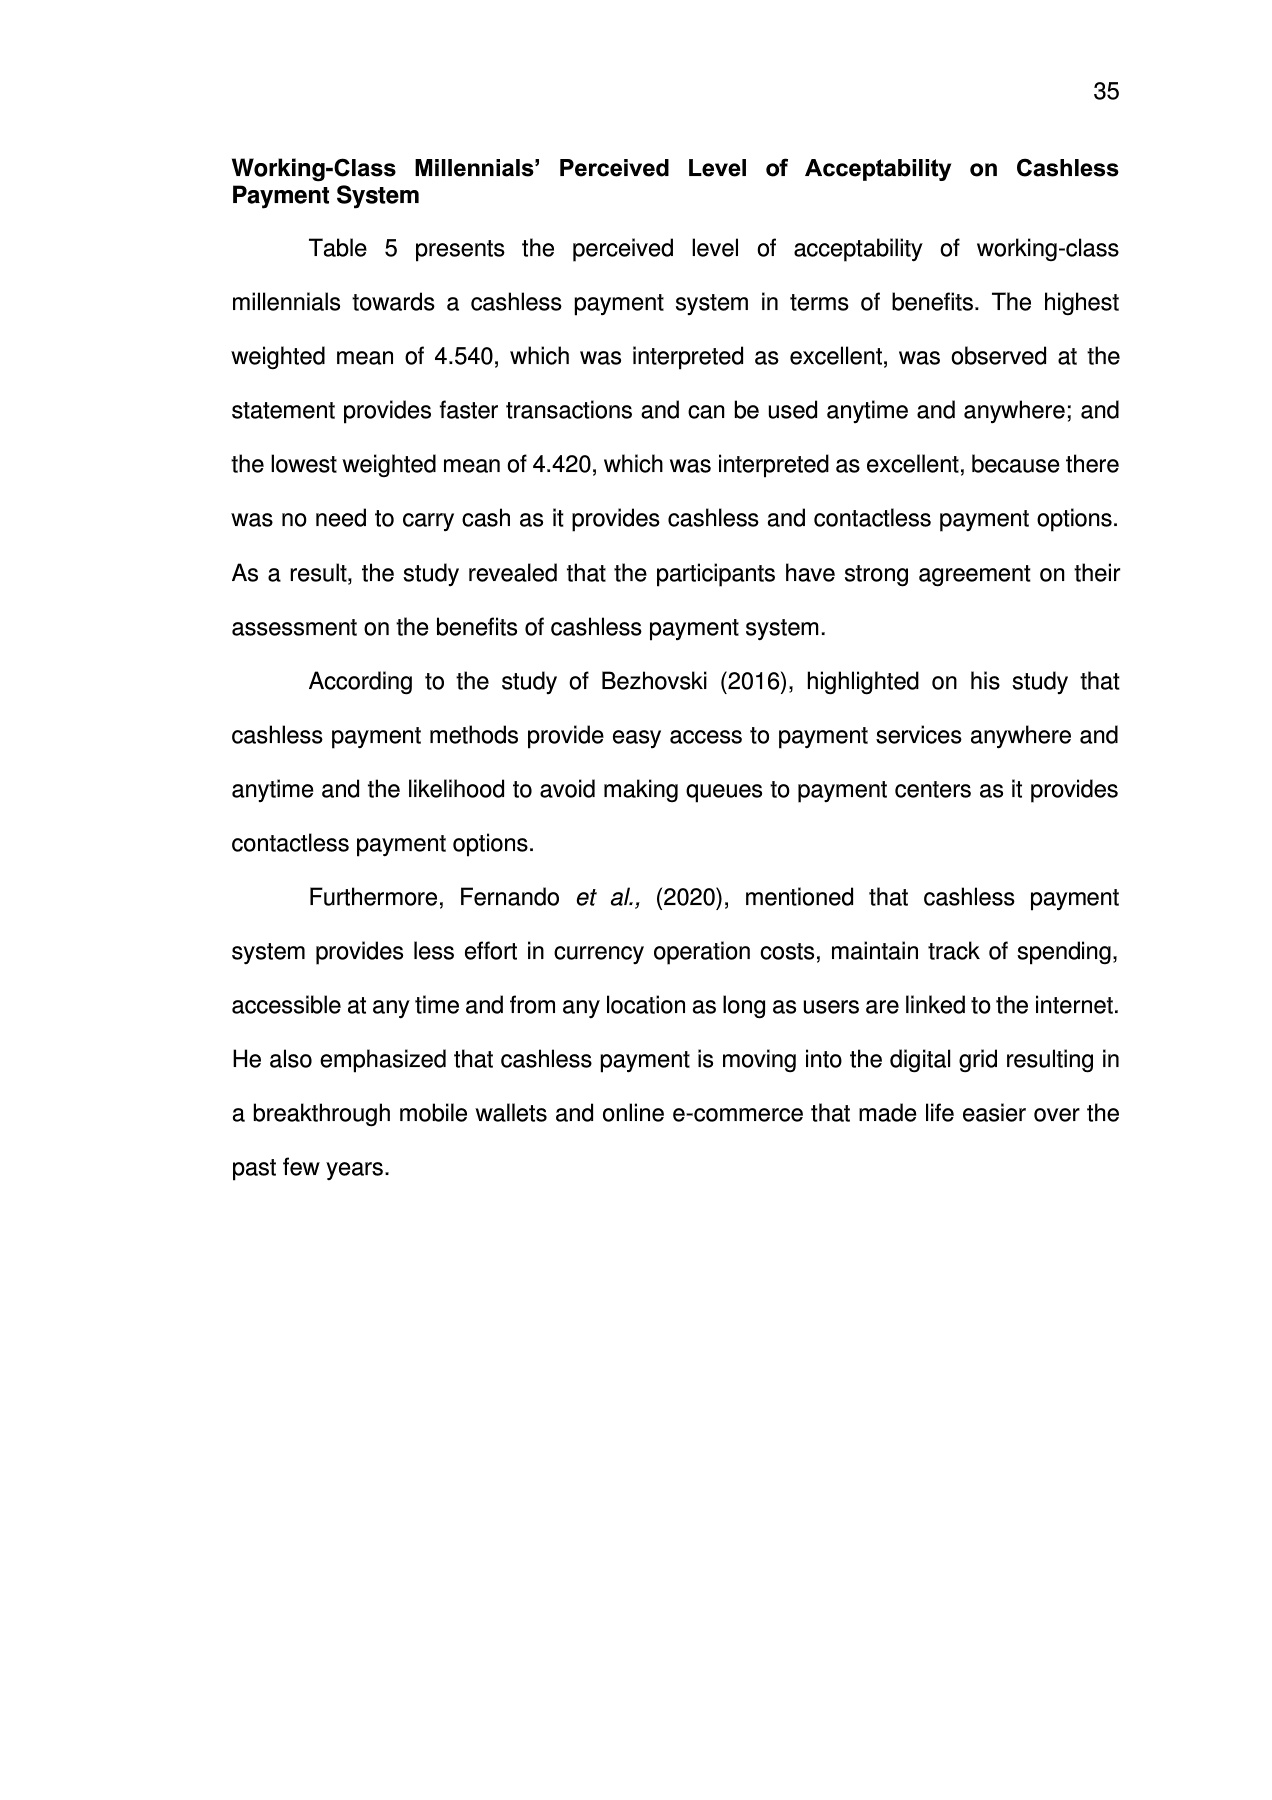 35
Working-Class Millennials’ Perceived Level of Acceptability on Cashless
Payment System
Table 5 presents the perceived level of acceptability of working-class
millennials towards a cashless payment system in terms of benefits. The highest
weighted mean of 4.540, which was interpreted as excellent, was observed at the
statement provides faster transactions and can be used anytime and anywhere; and
the lowest weighted mean of 4.420, which was interpreted as excellent, because there
was no need to carry cash as it provides cashless and contactless payment options.
As a result, the study revealed that the participants have strong agreement on their
assessment on the benefits of cashless payment system.
According to the study of Bezhovski (2016), highlighted on his study that
cashless payment methods provide easy access to payment services anywhere and
anytime and the likelihood to avoid making queues to payment centers as it provides
contactless payment options.
Furthermore, Fernando et al., (2020), mentioned that cashless payment
system provides less effort in currency operation costs, maintain track of spending,
accessible at any time and from any location as long as users are linked to the internet.
He also emphasized that cashless payment is moving into the digital grid resulting in
a breakthrough mobile wallets and online e-commerce that made life easier over the
past few years.